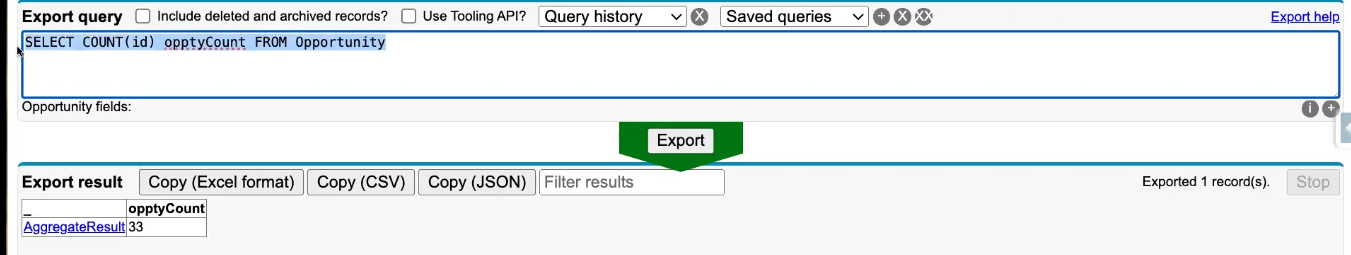 Export query Include deleted and archived records? Use Tooling API? Query history X Saved queries + X XX Export help
SELECT COUNT(id) opptyCount FROM Opportunity
Opportunity fields: i +
Export
Export result Copy (Excel format) Copy (CSV) Copy (JSON) Filter results Exported 1 record(s). Stop
_ opptyCount
AggregateResult 33